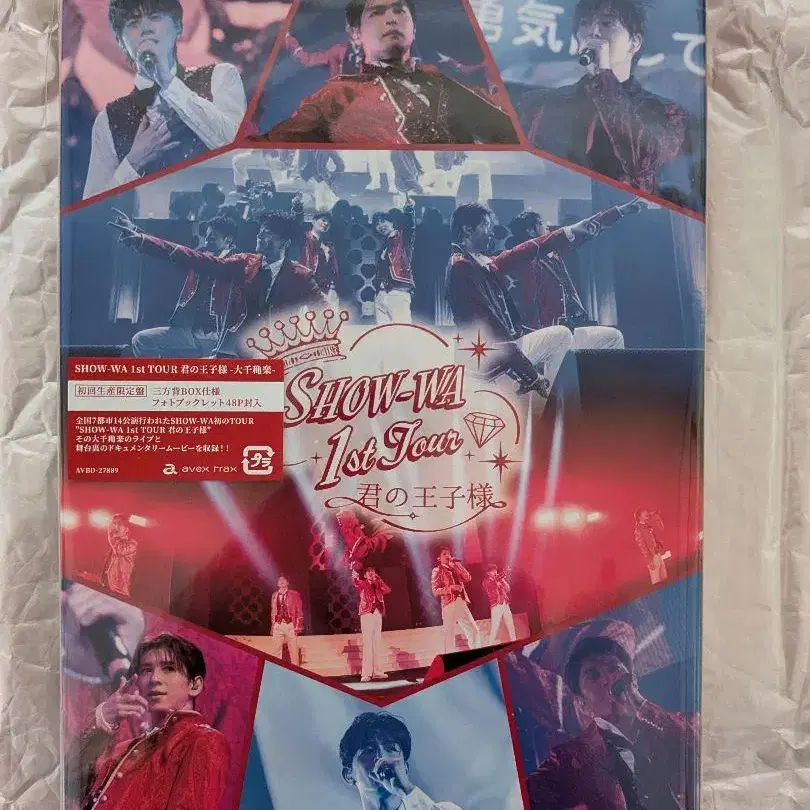 勇気
して
SHOW-WA 1st TOUR 君の王子様 -大千穐楽-
初回生産限定盤
三方背BOX仕様
フォトブックレット48P封入
全国7都市14公演行われたSHOW-WA初のTOUR
"SHOW-WA 1st TOUR 君の王子様"
その大千穐楽のライブと
舞台裏のドキュメンタリームービーを収録!!
AVBD-27889
avex trax
プラ
SHOW-WA
1st Tour
君の王子様